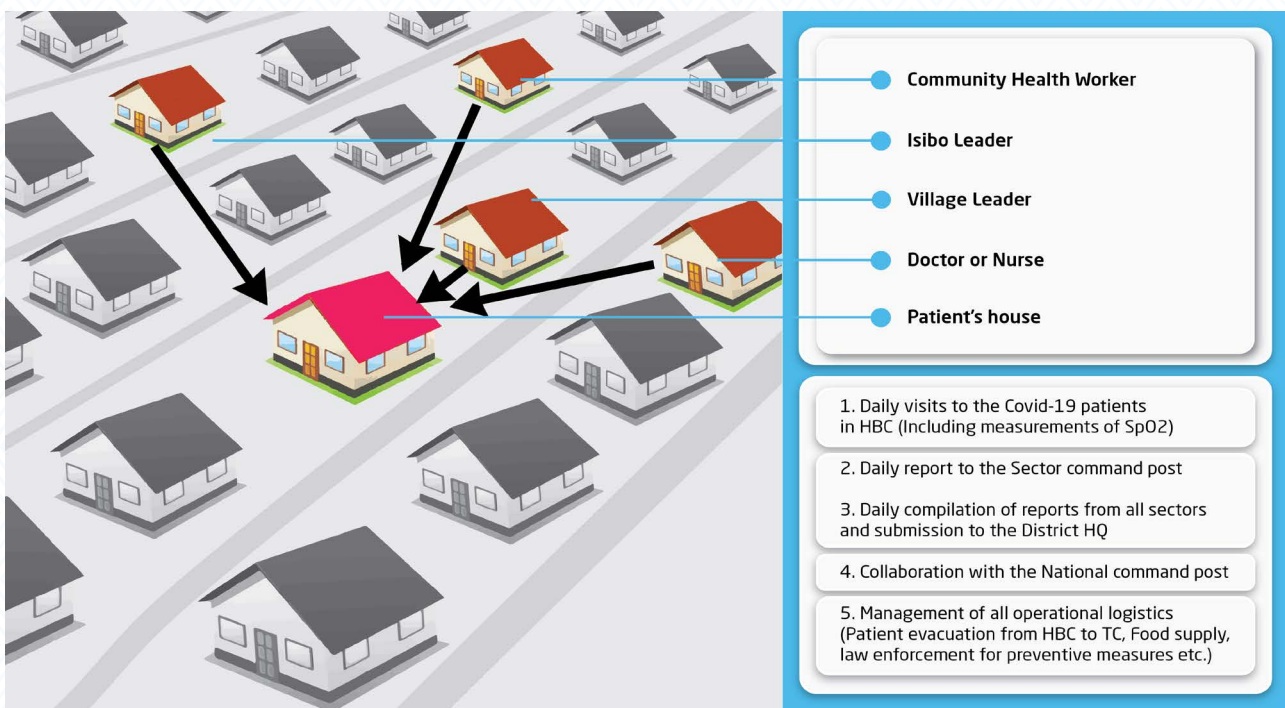 Community Health Worker
Isibo Leader
Village Leader
Doctor or Nurse
Patient's house
1. Daily visits to the Covid-19 patients
in HBC (Including measurements of SpO2)
2. Daily report to the Sector command post
3. Daily compilation of reports from all sectors
and submission to the District HQ
4. Collaboration with the National command post
5. Management of all operational logistics
(Patient evacuation from HBC to TC, Food supply,
law enforcement for preventive measures etc.)